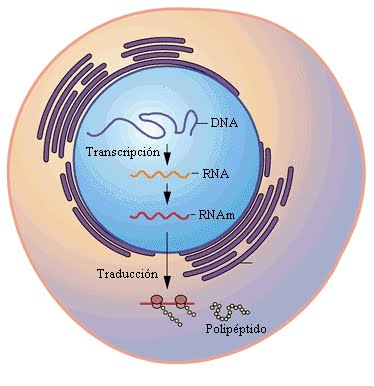 DNA
Transcripción
RNA
RNAm
Traducción
Polipéptido